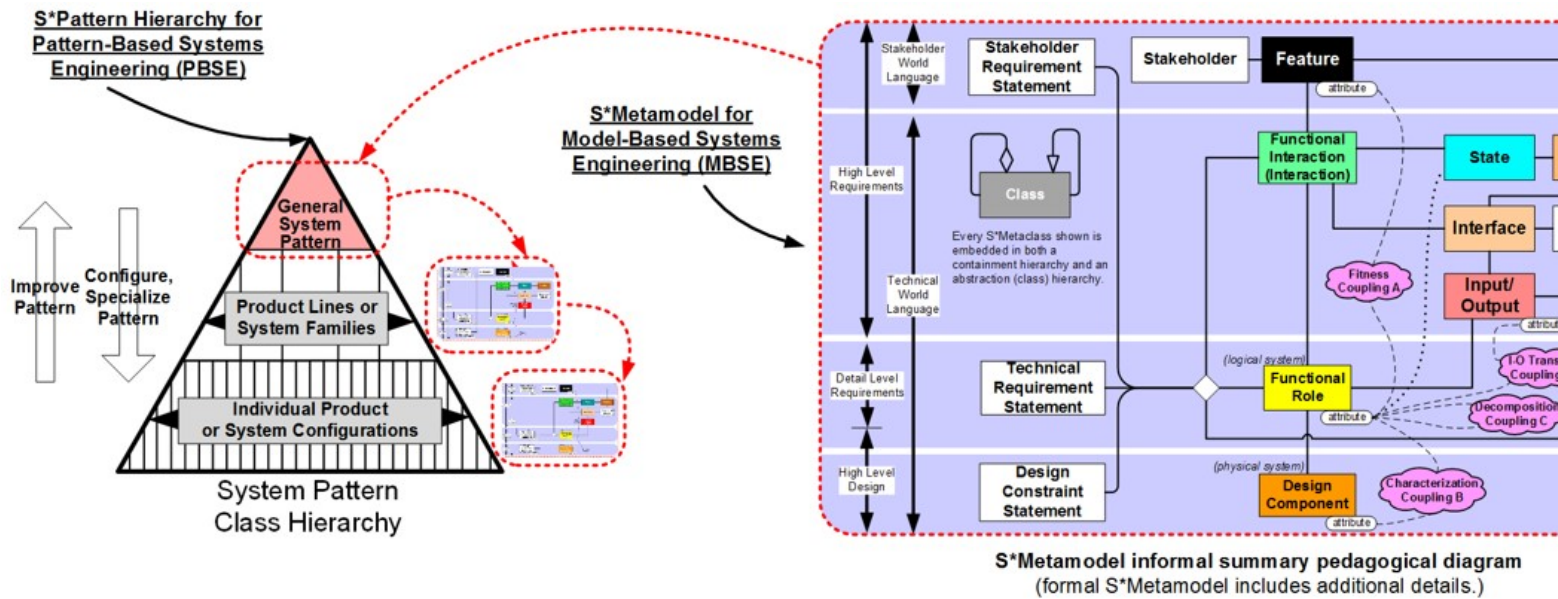 S*Pattern Hierarchy for
Pattern-Based Systems
Engineering (PBSE)
S*Metamodel for
Model-Based Systems
Engineering (MBSE)
General
System
Pattern
Improve
Pattern
Configure,
Specialize
Pattern
Product Lines or
System Families
Individual Product
or System Configurations
System Pattern
Class Hierarchy
Stakeholder
World
Language
High Level
Requirements
Technical
World
Language
Detail Level
Requirements
High Level
Design
Stakeholder
Requirement
Statement
Stakeholder
Feature
attribute
Class
Every S*Metaclass shown is
embedded in both a
containment hierarchy and an
abstraction (class) hierarchy.
Functional
Interaction
(Interaction)
State
Interface
Fitness
Coupling A
Input/
Output
attribute
Technical
Requirement
Statement
(logical system)
Functional
Role
attribute
I-O Trans
Coupling
Decomposition
Coupling C
Design
Constraint
Statement
(physical system)
Design
Component
attribute
Characterization
Coupling B
S*Metamodel informal summary pedagogical diagram
(formal S*Metamodel includes additional details.)